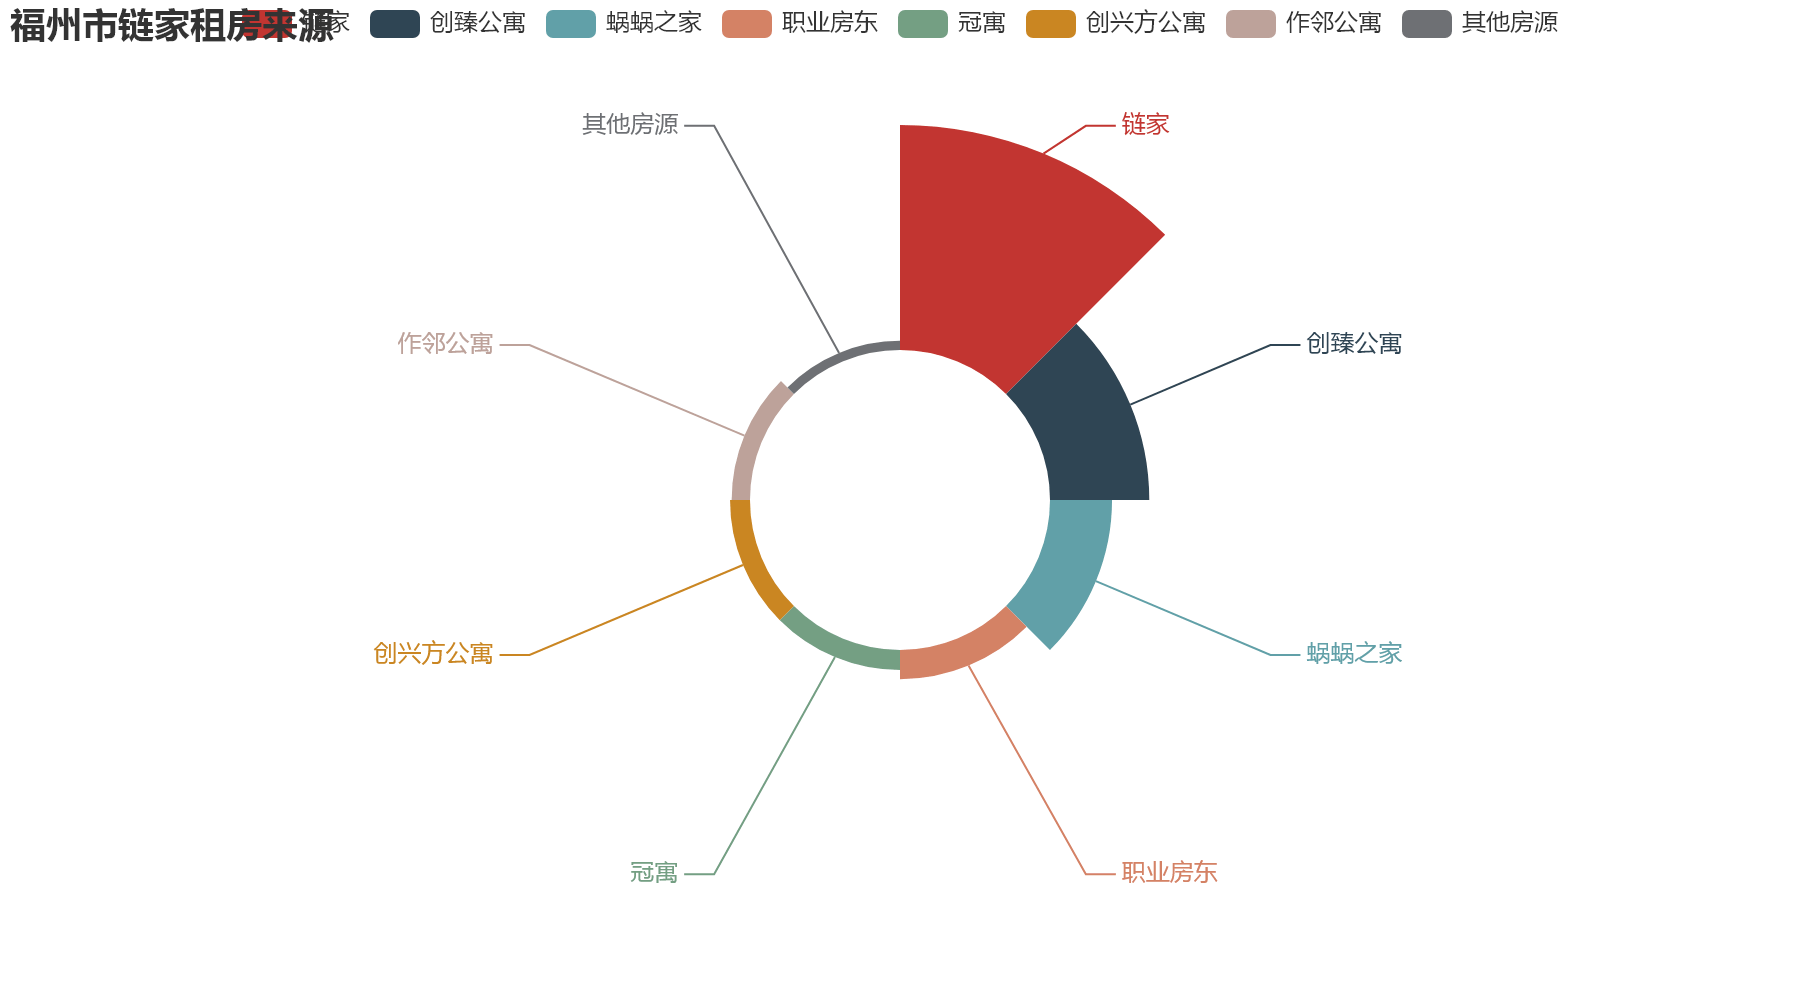 福州市链家租房来源
链家 创臻公寓 蜗蜗之家 职业房东 冠寓 创兴方公寓 作邻公寓 其他房源
其他房源
链家
作邻公寓
创臻公寓
创兴方公寓
蜗蜗之家
冠寓
职业房东